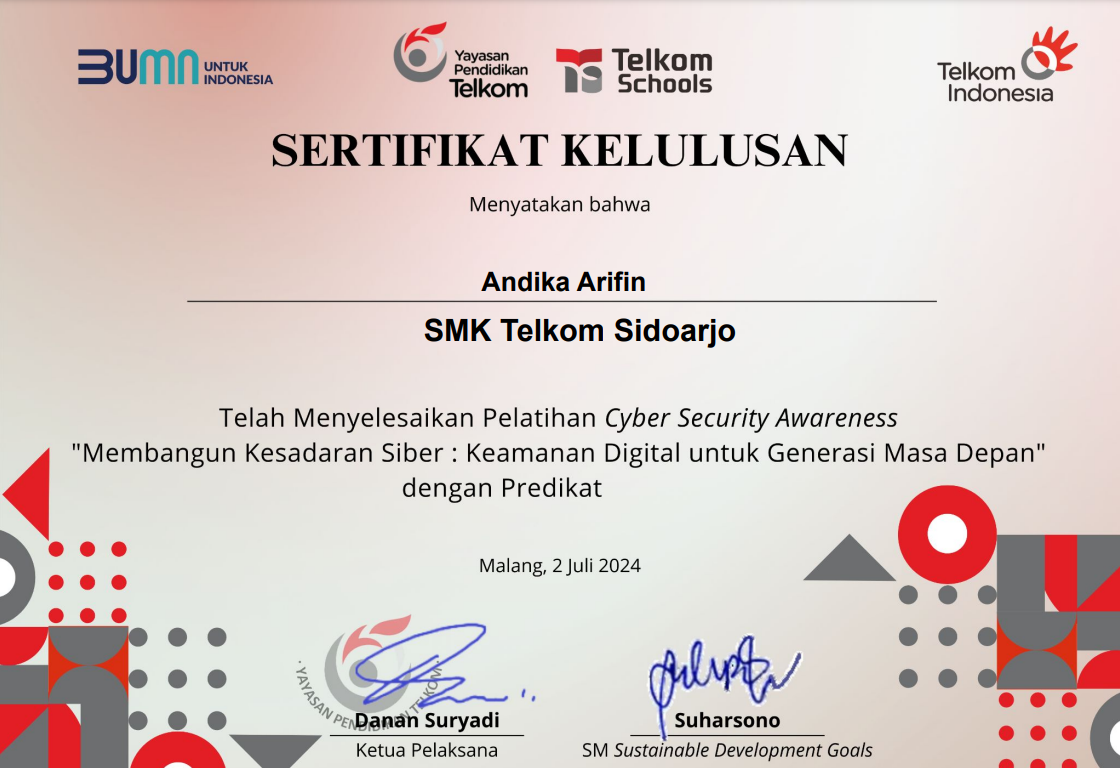 BUMN UNTUK
INDONESIA
Yayasan
Pendidikan
Telkom
Telkom
Schools
Telkom
Indonesia
SERTIFIKAT KELULUSAN
Menyatakan bahwa
Andika Arifin
SMK Telkom Sidoarjo
Telah Menyelesaikan Pelatihan Cyber Security Awareness
"Membangun Kesadaran Siber : Keamanan Digital untuk Generasi Masa Depan"
dengan Predikat
Malang, 2 Juli 2024
· YAYASAN PENDIDIKAN TELKOM ·
Danan Suryadi
Ketua Pelaksana
Suharsono
SM Sustainable Development Goals